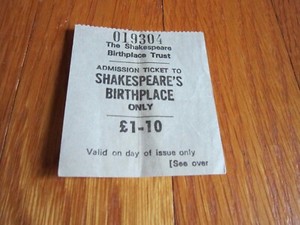 019304
The Shakespeare
Birthplace Trust
ADMISSION TICKET TO
SHAKESPEARE'S
BIRTHPLACE
ONLY
£1-10
Valid on day of issue only
[See over